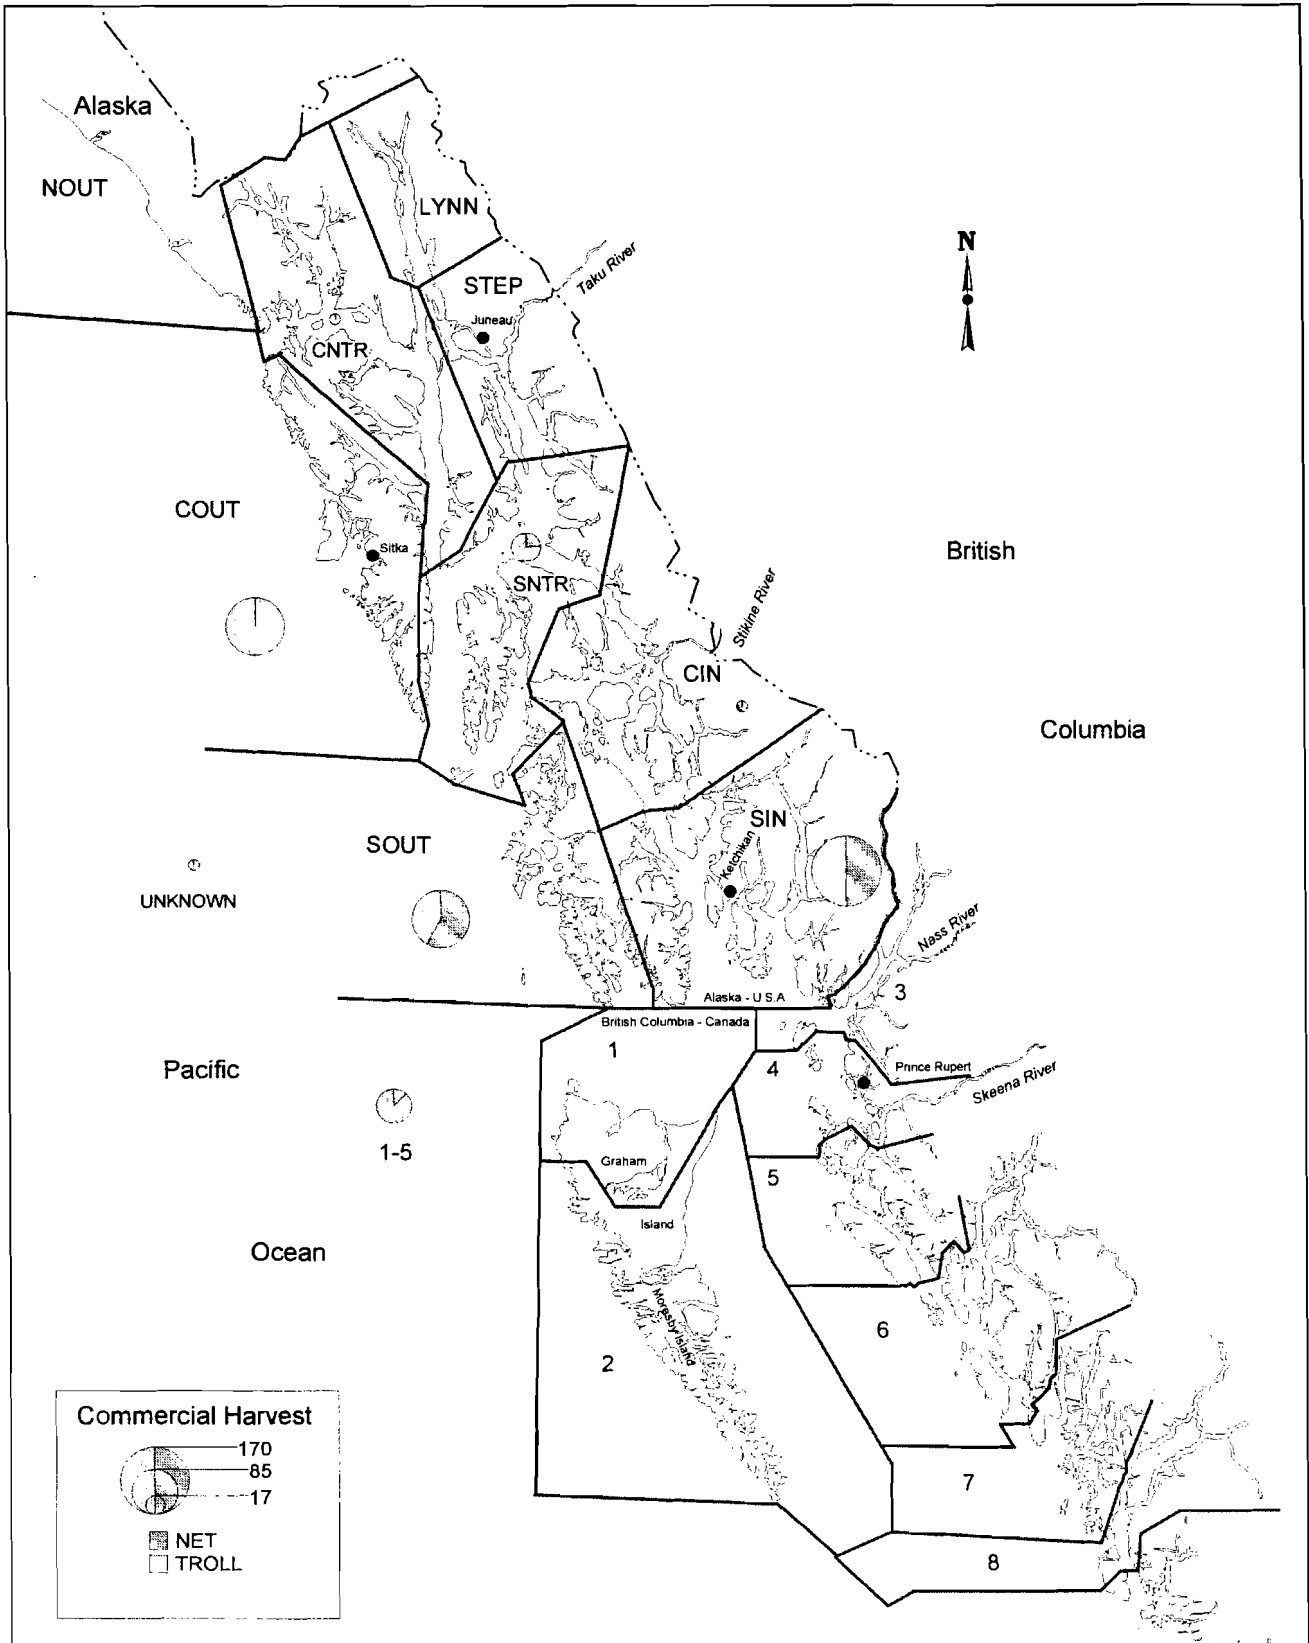 Alaska
NOUT
LYNN
N
STEP
Taku River
Juneau
CNTR
COUT
Sitka
British
SNTR
Stikine River
CIN
Columbia
SIN
SOUT
Ketchikan
UNKNOWN
Nass River
3
Alaska - U S.A
British Columbia - Canada
1
Pacific
4
Prince Rupert
Skeena River
1-5
Graham
5
Island
Ocean
Moresby Island
6
2
Commercial Harvest
170
85
17
NET
TROLL
7
8